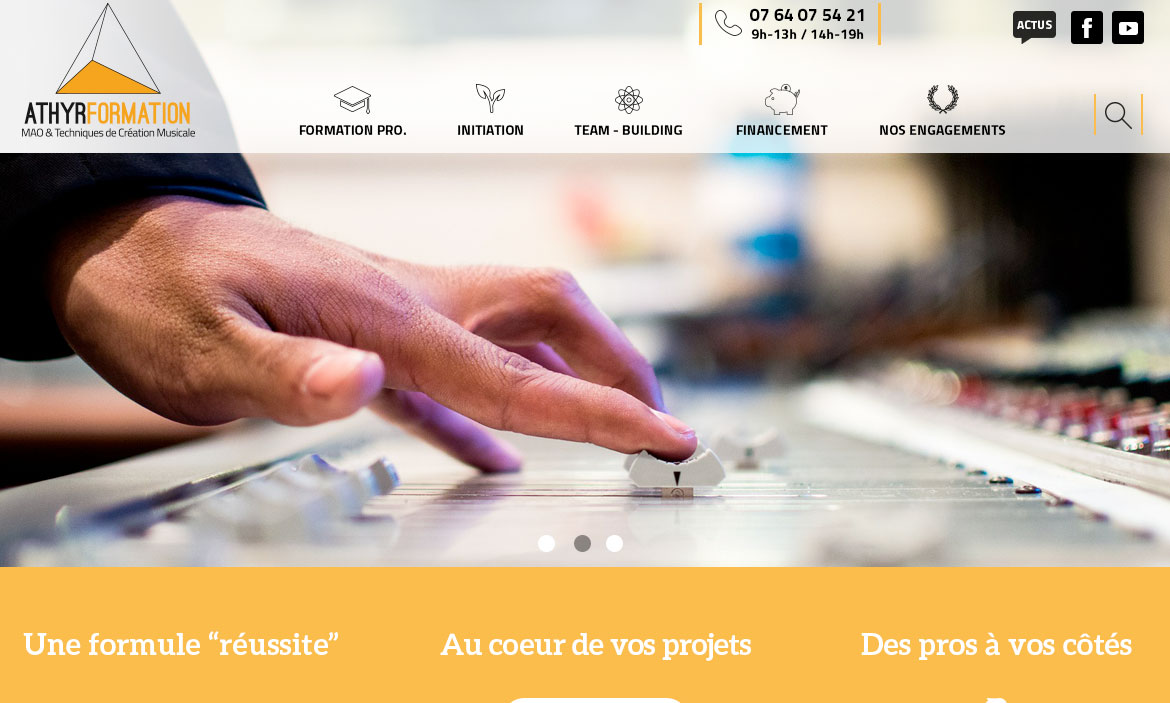 07 64 07 54 21
9h-13h / 14h-19h
ACTUS
ATHYRFORMATION
MAO & Techniques de Création Musicale
FORMATION PRO.
INITIATION
TEAM - BUILDING
FINANCEMENT
NOS ENGAGEMENTS
Une formule “réussite”
Au coeur de vos projets
Des pros à vos côtés